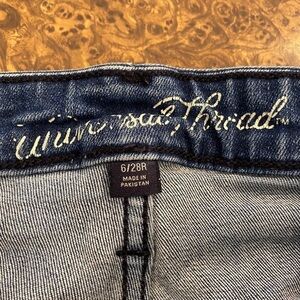 Universal Thread
6/28R
MADE IN
PAKISTAN